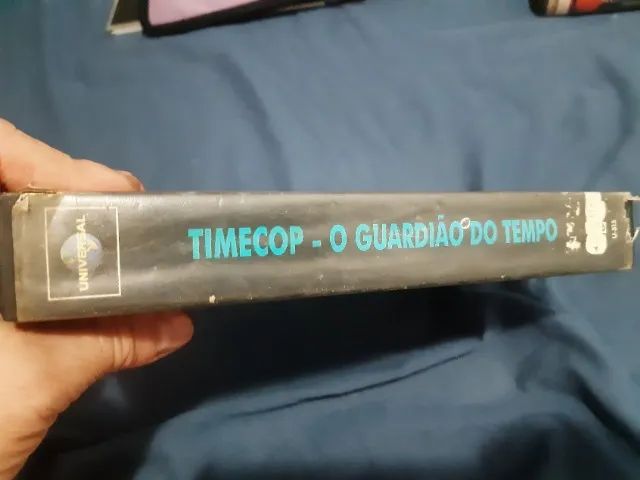 UNIVERSAL
TIMECOP - O GUARDIÃO DO TEMPO